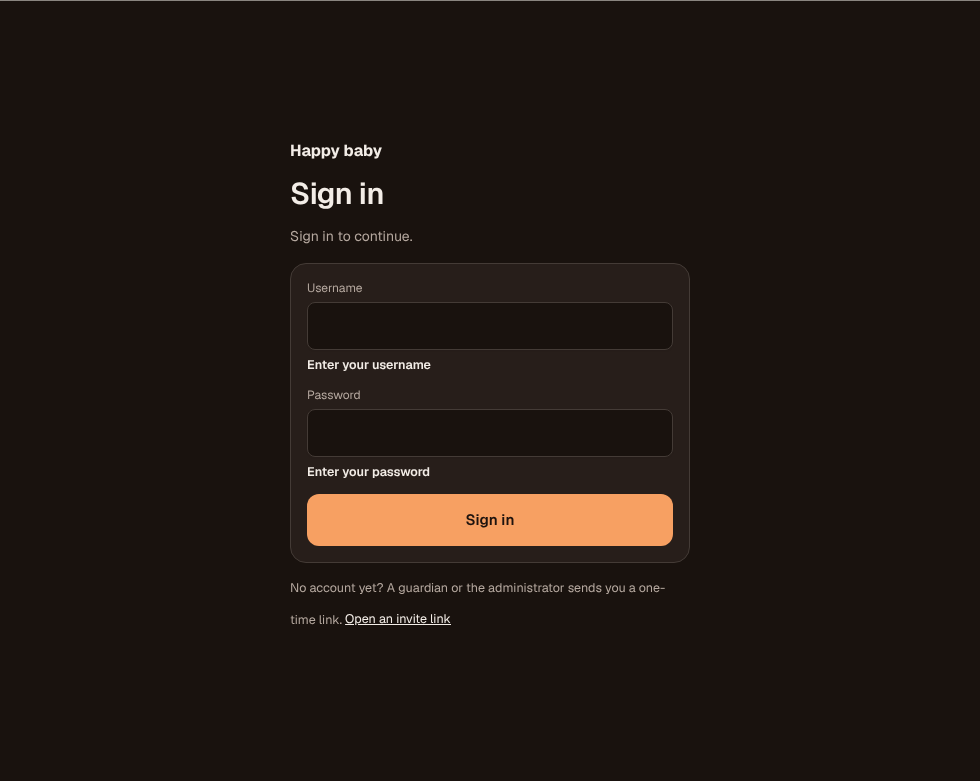 Happy baby
Sign in
Sign in to continue.
Username
Enter your username
Password
Enter your password
Sign in
No account yet? A guardian or the administrator sends you a one-
time link. Open an invite link